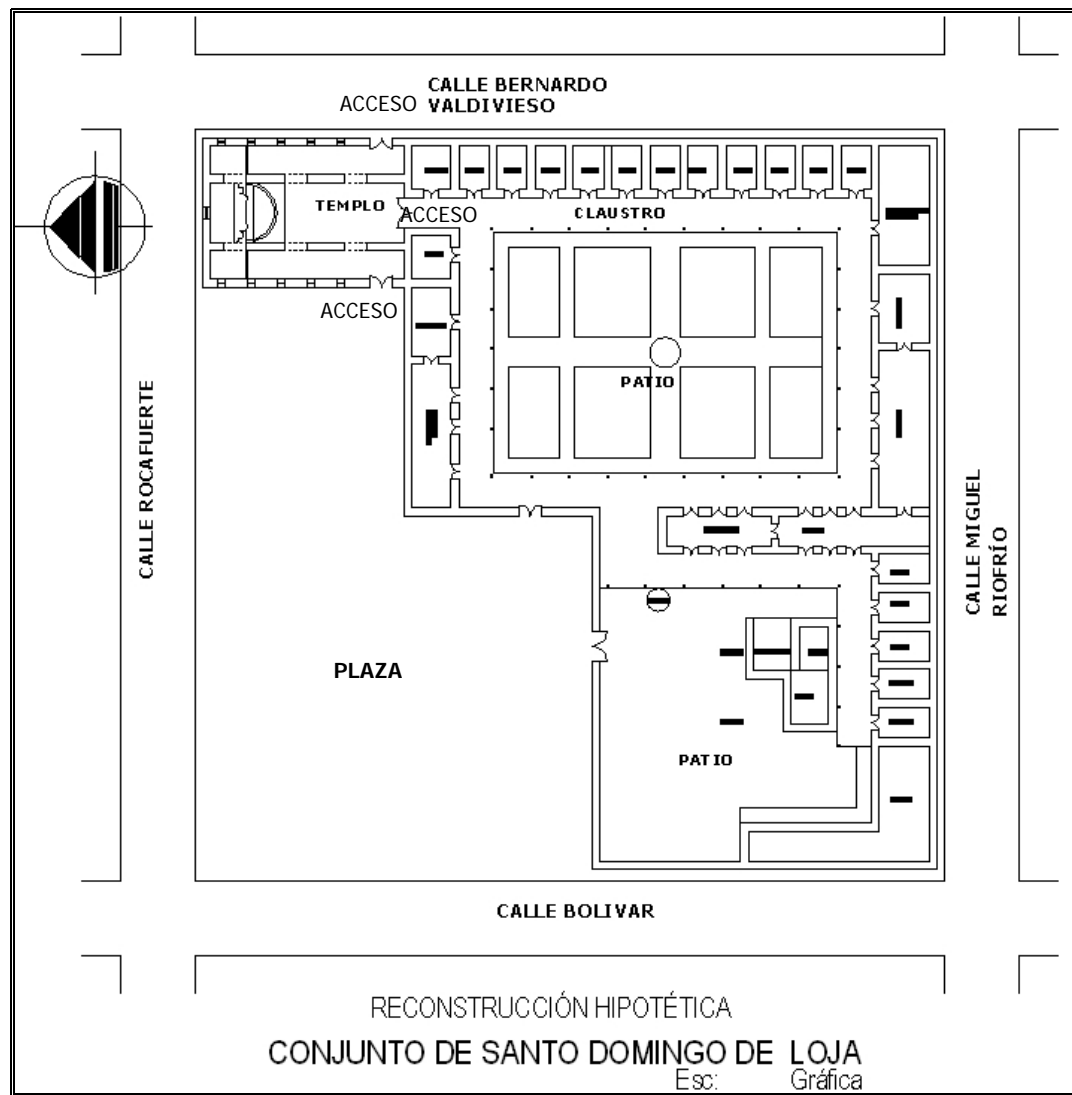 CALLE BERNARDO
ACCESO VALDIVIESO
TEMPLO
ACCESO
CLAUSTRO
ACCESO
PATIO
CALLE ROCAFUERTE
CALLE MIGUEL
RIOFRÍO
PLAZA
PATIO
CALLE BOLIVAR
RECONSTRUCCIÓN HIPOTÉTICA
CONJUNTO DE SANTO DOMINGO DE LOJA
Esc: Gráfica